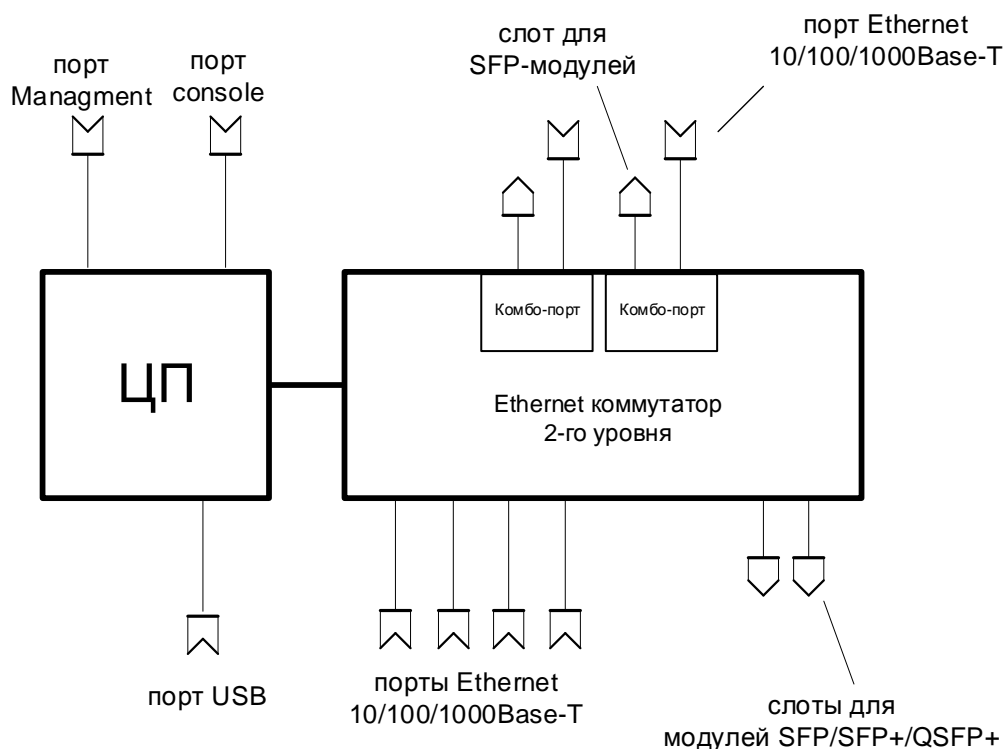 порт
Managment
порт
console
слот для
SFP-модулей
порт Ethernet
10/100/1000Base-T
Комбо-порт
Комбо-порт
ЦП
Ethernet коммутатор
2-го уровня
порт USB
порты Ethernet
10/100/1000Base-T
слоты для
модулей SFP/SFP+/QSFP+